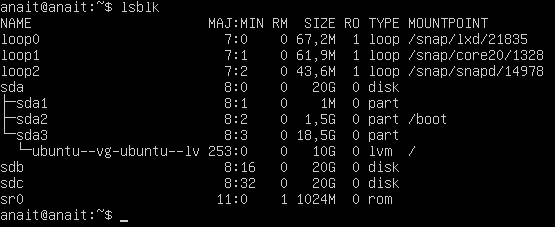 anait@anait:~$ lsblk
NAME                      MAJ:MIN RM   SIZE RO TYPE MOUNTPOINT
loop0                       7:0    0  67,2M  1 loop /snap/lxd/21835
loop1                       7:1    0  61,9M  1 loop /snap/core20/1328
loop2                       7:2    0  43,6M  1 loop /snap/snapd/14978
sda                         8:0    0    20G  0 disk
├─sda1                      8:1    0     1M  0 part
├─sda2                      8:2    0   1,5G  0 part /boot
└─sda3                      8:3    0  18,5G  0 part
  └─ubuntu--vg-ubuntu--lv 253:0    0    10G  0 lvm  /
sdb                         8:16   0    20G  0 disk
sdc                         8:32   0    20G  0 disk
sr0                        11:0    1  1024M  0 rom
anait@anait:~$ _